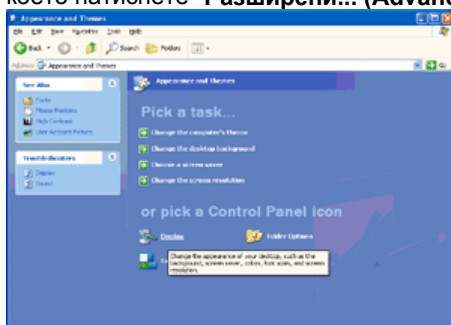 което натиснете "Разширени... (Advan
Appearance and Themes
File Edit View Favorites Tools Help
Back Search Folders
Address Appearance and Themes Go
See Also
Fonts
Mouse Pointers
High Contrast
User Account Picture
Troubleshooters
Display
Sound
Appearance and Themes
Pick a task...
Change the computer's theme
Change the desktop background
Choose a screen saver
Change the screen resolution
or pick a Control Panel icon
Display Folder Options
Change the appearance of your desktop, such as the
background, screen saver, colors, font sizes, and screen
resolution.